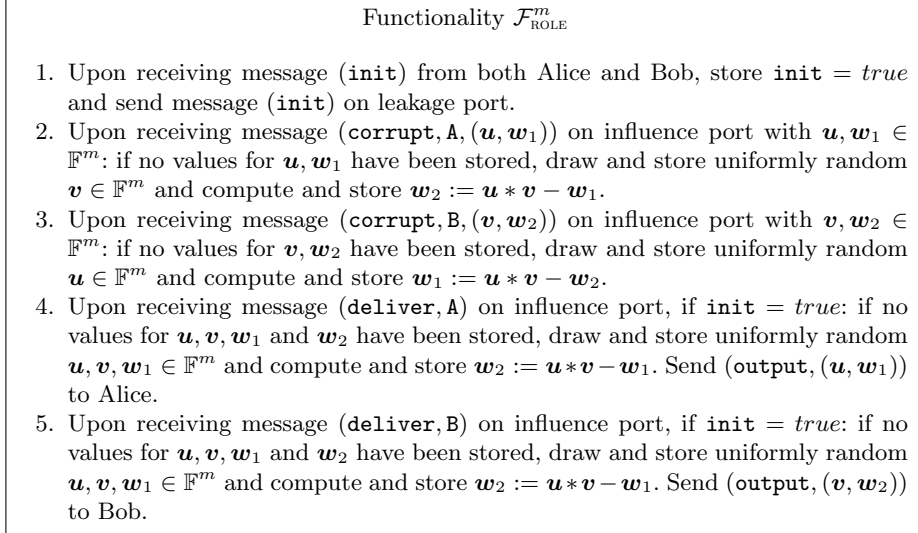 Functionality $\mathcal{F}^m_{\text{ROLE}}$
1. Upon receiving message (init) from both Alice and Bob, store init = true
and send message (init) on leakage port.
2. Upon receiving message (corrupt, A, (u, w₁)) on influence port with u, w₁ ∈
𝔽ᵐ: if no values for u, w₁ have been stored, draw and store uniformly random
v ∈ 𝔽ᵐ and compute and store w₂ := u ∗ v − w₁.
3. Upon receiving message (corrupt, B, (v, w₂)) on influence port with v, w₂ ∈
𝔽ᵐ: if no values for v, w₂ have been stored, draw and store uniformly random
u ∈ 𝔽ᵐ and compute and store w₁ := u ∗ v − w₂.
4. Upon receiving message (deliver, A) on influence port, if init = true: if no
values for u, v, w₁ and w₂ have been stored, draw and store uniformly random
u, v, w₁ ∈ 𝔽ᵐ and compute and store w₂ := u∗v−w₁. Send (output, (u, w₁))
to Alice.
5. Upon receiving message (deliver, B) on influence port, if init = true: if no
values for u, v, w₁ and w₂ have been stored, draw and store uniformly random
u, v, w₁ ∈ 𝔽ᵐ and compute and store w₂ := u∗v−w₁. Send (output, (v, w₂))
to Bob.